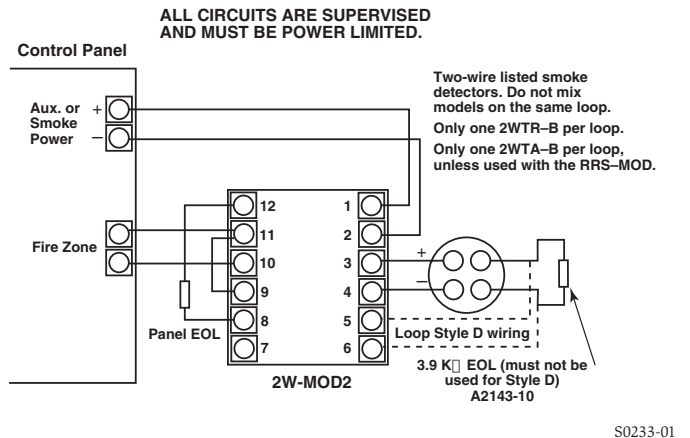 ALL CIRCUITS ARE SUPERVISED
AND MUST BE POWER LIMITED.
Control Panel
Aux. or
Smoke
Power
+
–
Two-wire listed smoke
detectors. Do not mix
models on the same loop.
Only one 2WTR–B per loop.
Only one 2WTA–B per loop,
unless used with the RRS–MOD.
Fire Zone
12
11
10
9
8
7
1
2
3
4
5
6
+
–
Panel EOL
Loop Style D wiring
2W-MOD2
3.9 K▯ EOL (must not be
used for Style D)
A2143-10
S0233-01